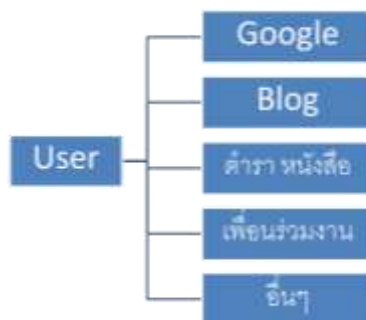 Google
Blog
User
ตำรา หนังสือ
เพื่อนร่วมงาน
อื่นๆ